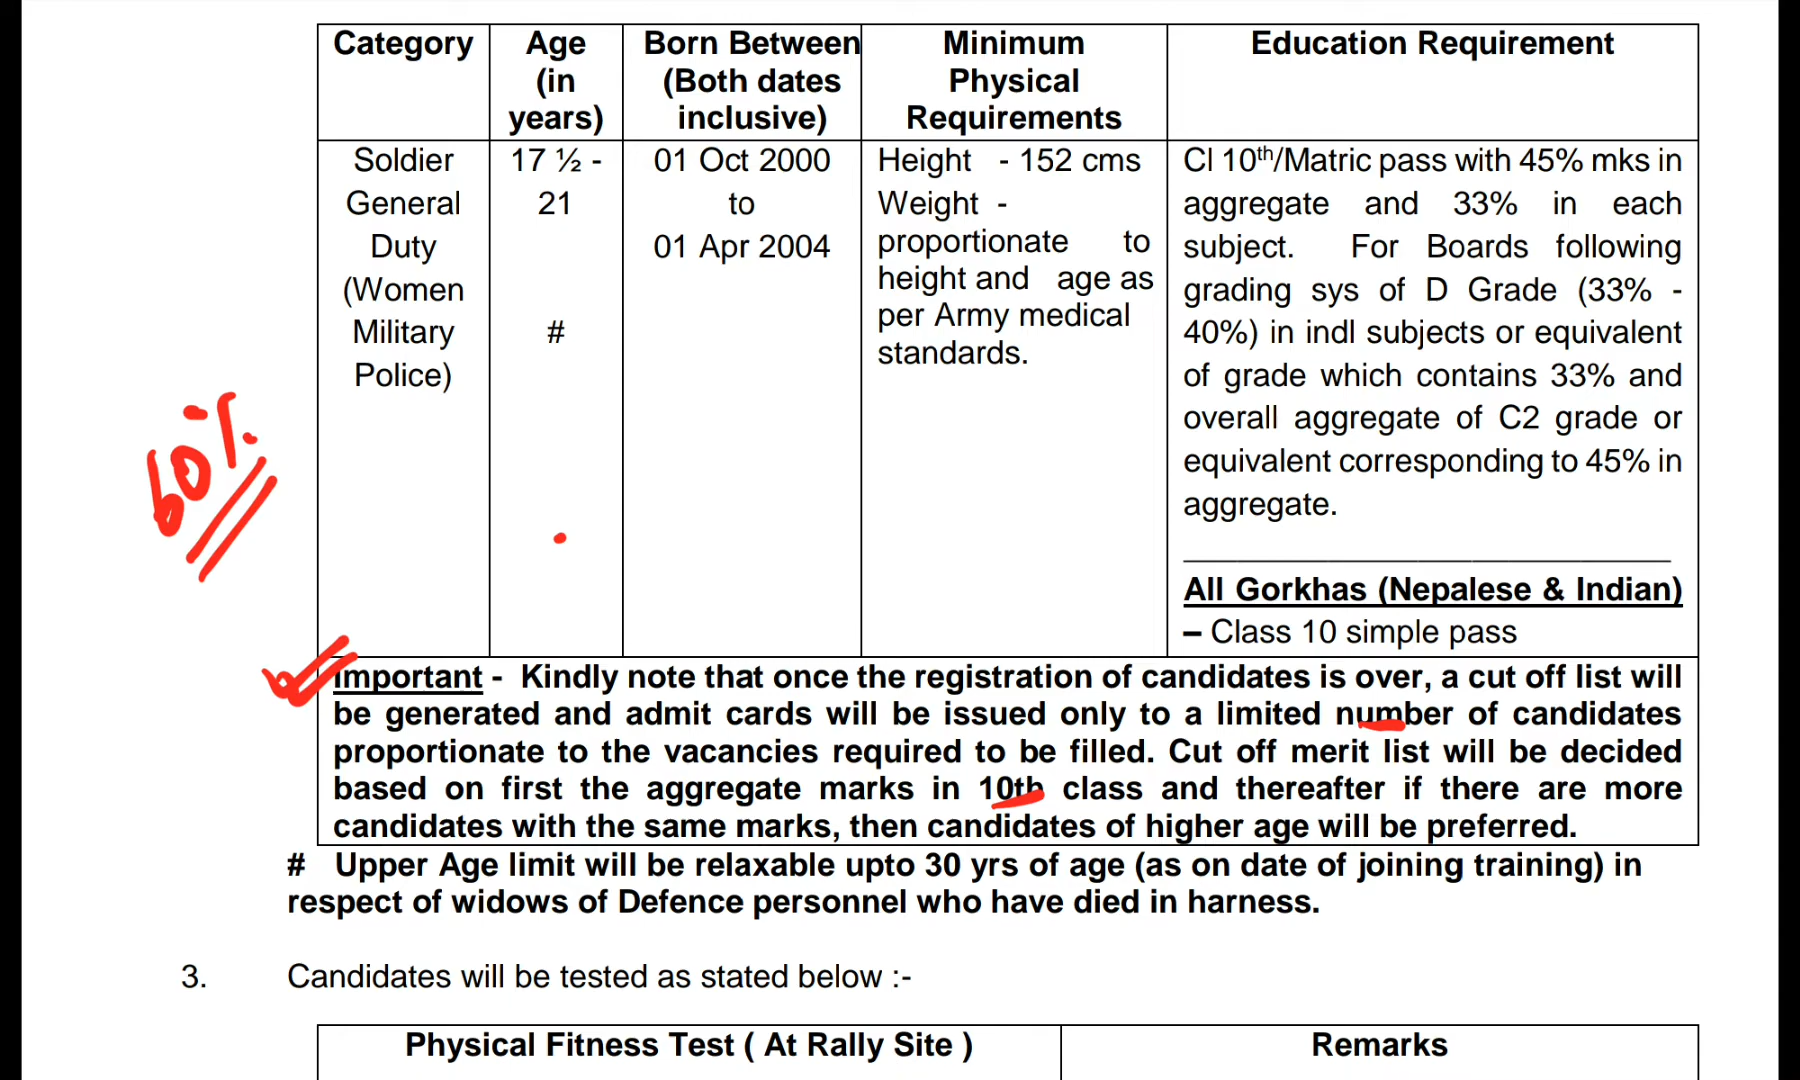 Category
Age
(in
years)
Born Between
(Both dates
inclusive)
Minimum
Physical
Requirements
Education Requirement
Soldier
General
Duty
(Women
Military
Police)
17 ½ -
21
#
01 Oct 2000
to
01 Apr 2004
Height - 152 cms
Weight -
proportionate to
height and age as
per Army medical
standards.
Cl 10th/Matric pass with 45% mks in
aggregate and 33% in each
subject. For Boards following
grading sys of D Grade (33% -
40%) in indl subjects or equivalent
of grade which contains 33% and
overall aggregate of C2 grade or
equivalent corresponding to 45% in
aggregate.
All Gorkhas (Nepalese & Indian)
– Class 10 simple pass
60%
Important - Kindly note that once the registration of candidates is over, a cut off list will
be generated and admit cards will be issued only to a limited number of candidates
proportionate to the vacancies required to be filled. Cut off merit list will be decided
based on first the aggregate marks in 10th class and thereafter if there are more
candidates with the same marks, then candidates of higher age will be preferred.
# Upper Age limit will be relaxable upto 30 yrs of age (as on date of joining training) in
respect of widows of Defence personnel who have died in harness.
3. Candidates will be tested as stated below :-
Physical Fitness Test ( At Rally Site )
Remarks